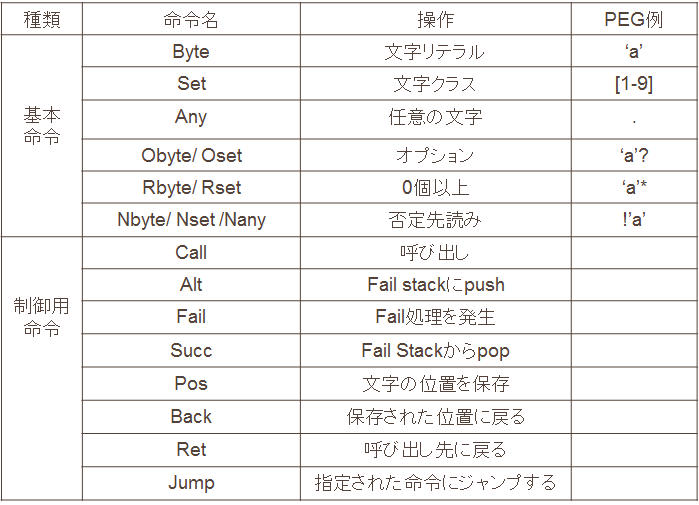 種類 命令名 操作 PEG例
基本
命令
Byte 文字リテラル ‘a’
Set 文字クラス [1-9]
Any 任意の文字 .
Obyte/ Oset オプション ‘a’?
Rbyte/ Rset 0個以上 ‘a’*
Nbyte/ Nset /Nany 否定先読み !’a’
制御用
命令
Call 呼び出し
Alt Fail stackにpush
Fail Fail処理を発生
Succ Fail Stackからpop
Pos 文字の位置を保存
Back 保存された位置に戻る
Ret 呼び出し先に戻る
Jump 指定された命令にジャンプする